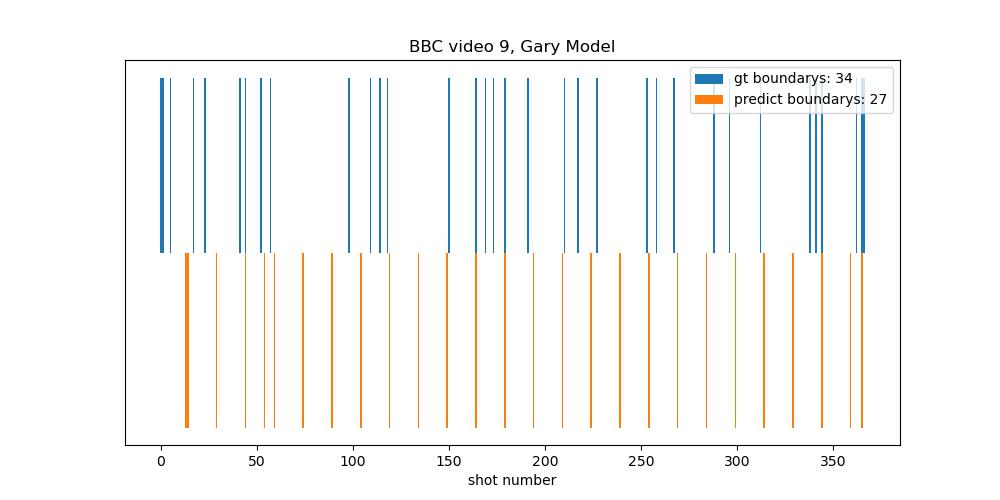 BBC video 9, Gary Model
gt boundarys: 34
predict boundarys: 27
0 50 100 150 200 250 300 350
shot number